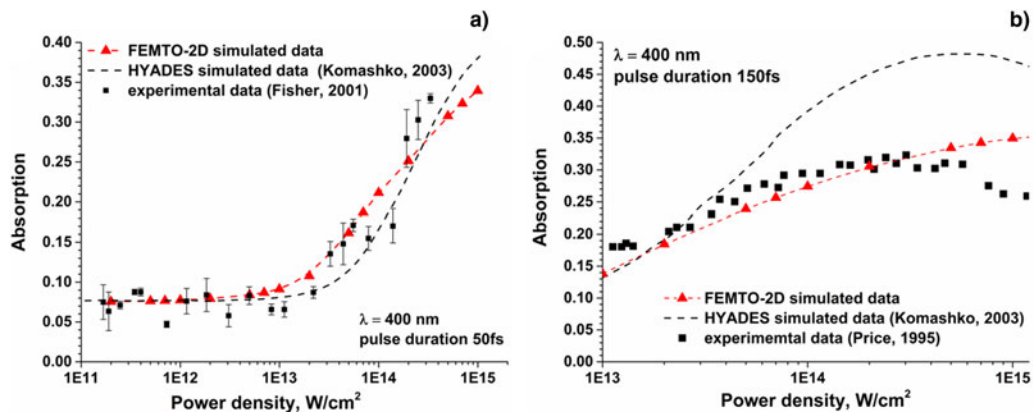 a)
0.40
0.35
0.30
0.25
0.20
0.15
0.10
0.05
0.00
Absorption
FEMTO-2D simulated data
HYADES simulated data (Komashko, 2003)
experimental data (Fisher, 2001)
λ = 400 nm
pulse duration 50fs
1E11 1E12 1E13 1E14 1E15
Power density, W/cm²
b)
0.50
0.45
0.40
0.35
0.30
0.25
0.20
0.15
0.10
0.05
0.00
Absorption
λ = 400 nm
pulse duration 150fs
FEMTO-2D simulated data
HYADES simulated data (Komashko, 2003)
experimemtal data (Price, 1995)
1E13 1E14 1E15
Power density, W/cm²